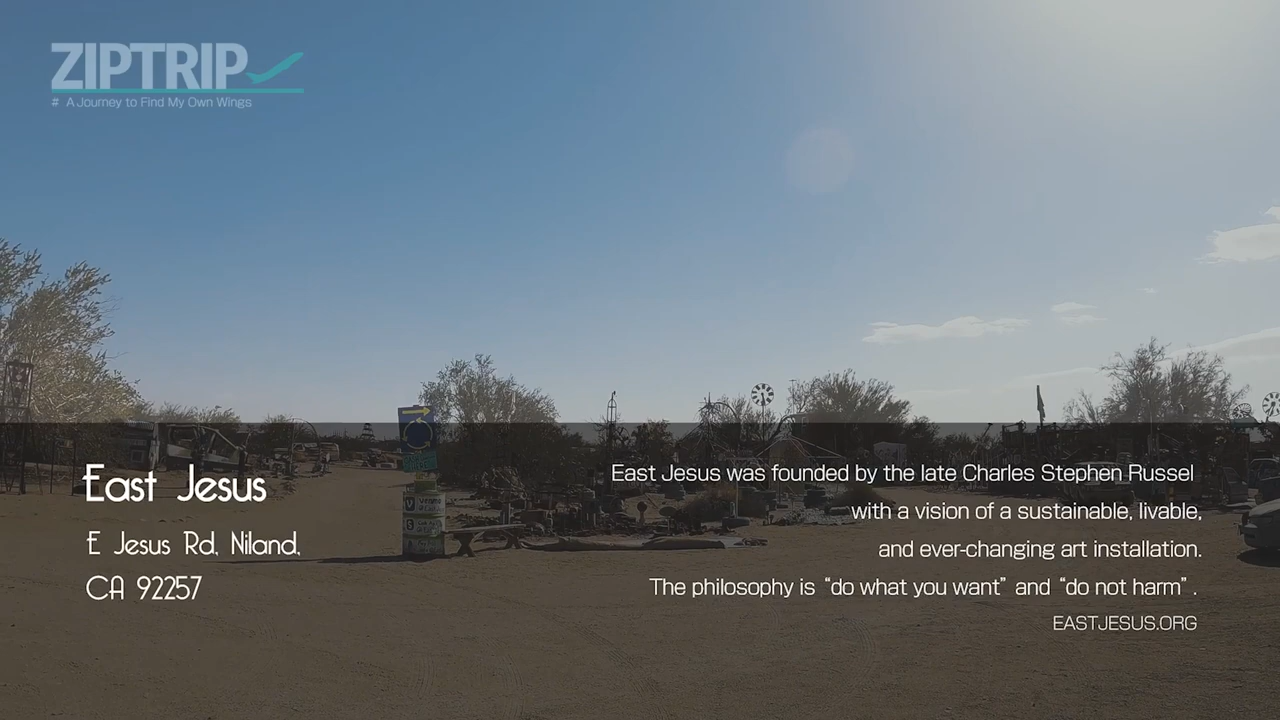 ZIPTRIP
# A Journey to Find My Own Wings
East Jesus
E Jesus Rd, Niland,
CA 92257
East Jesus was founded by the late Charles Stephen Russel
with a vision of a sustainable, livable,
and ever-changing art installation.
The philosophy is “do what you want” and “do not harm” .
EASTJESUS.ORG